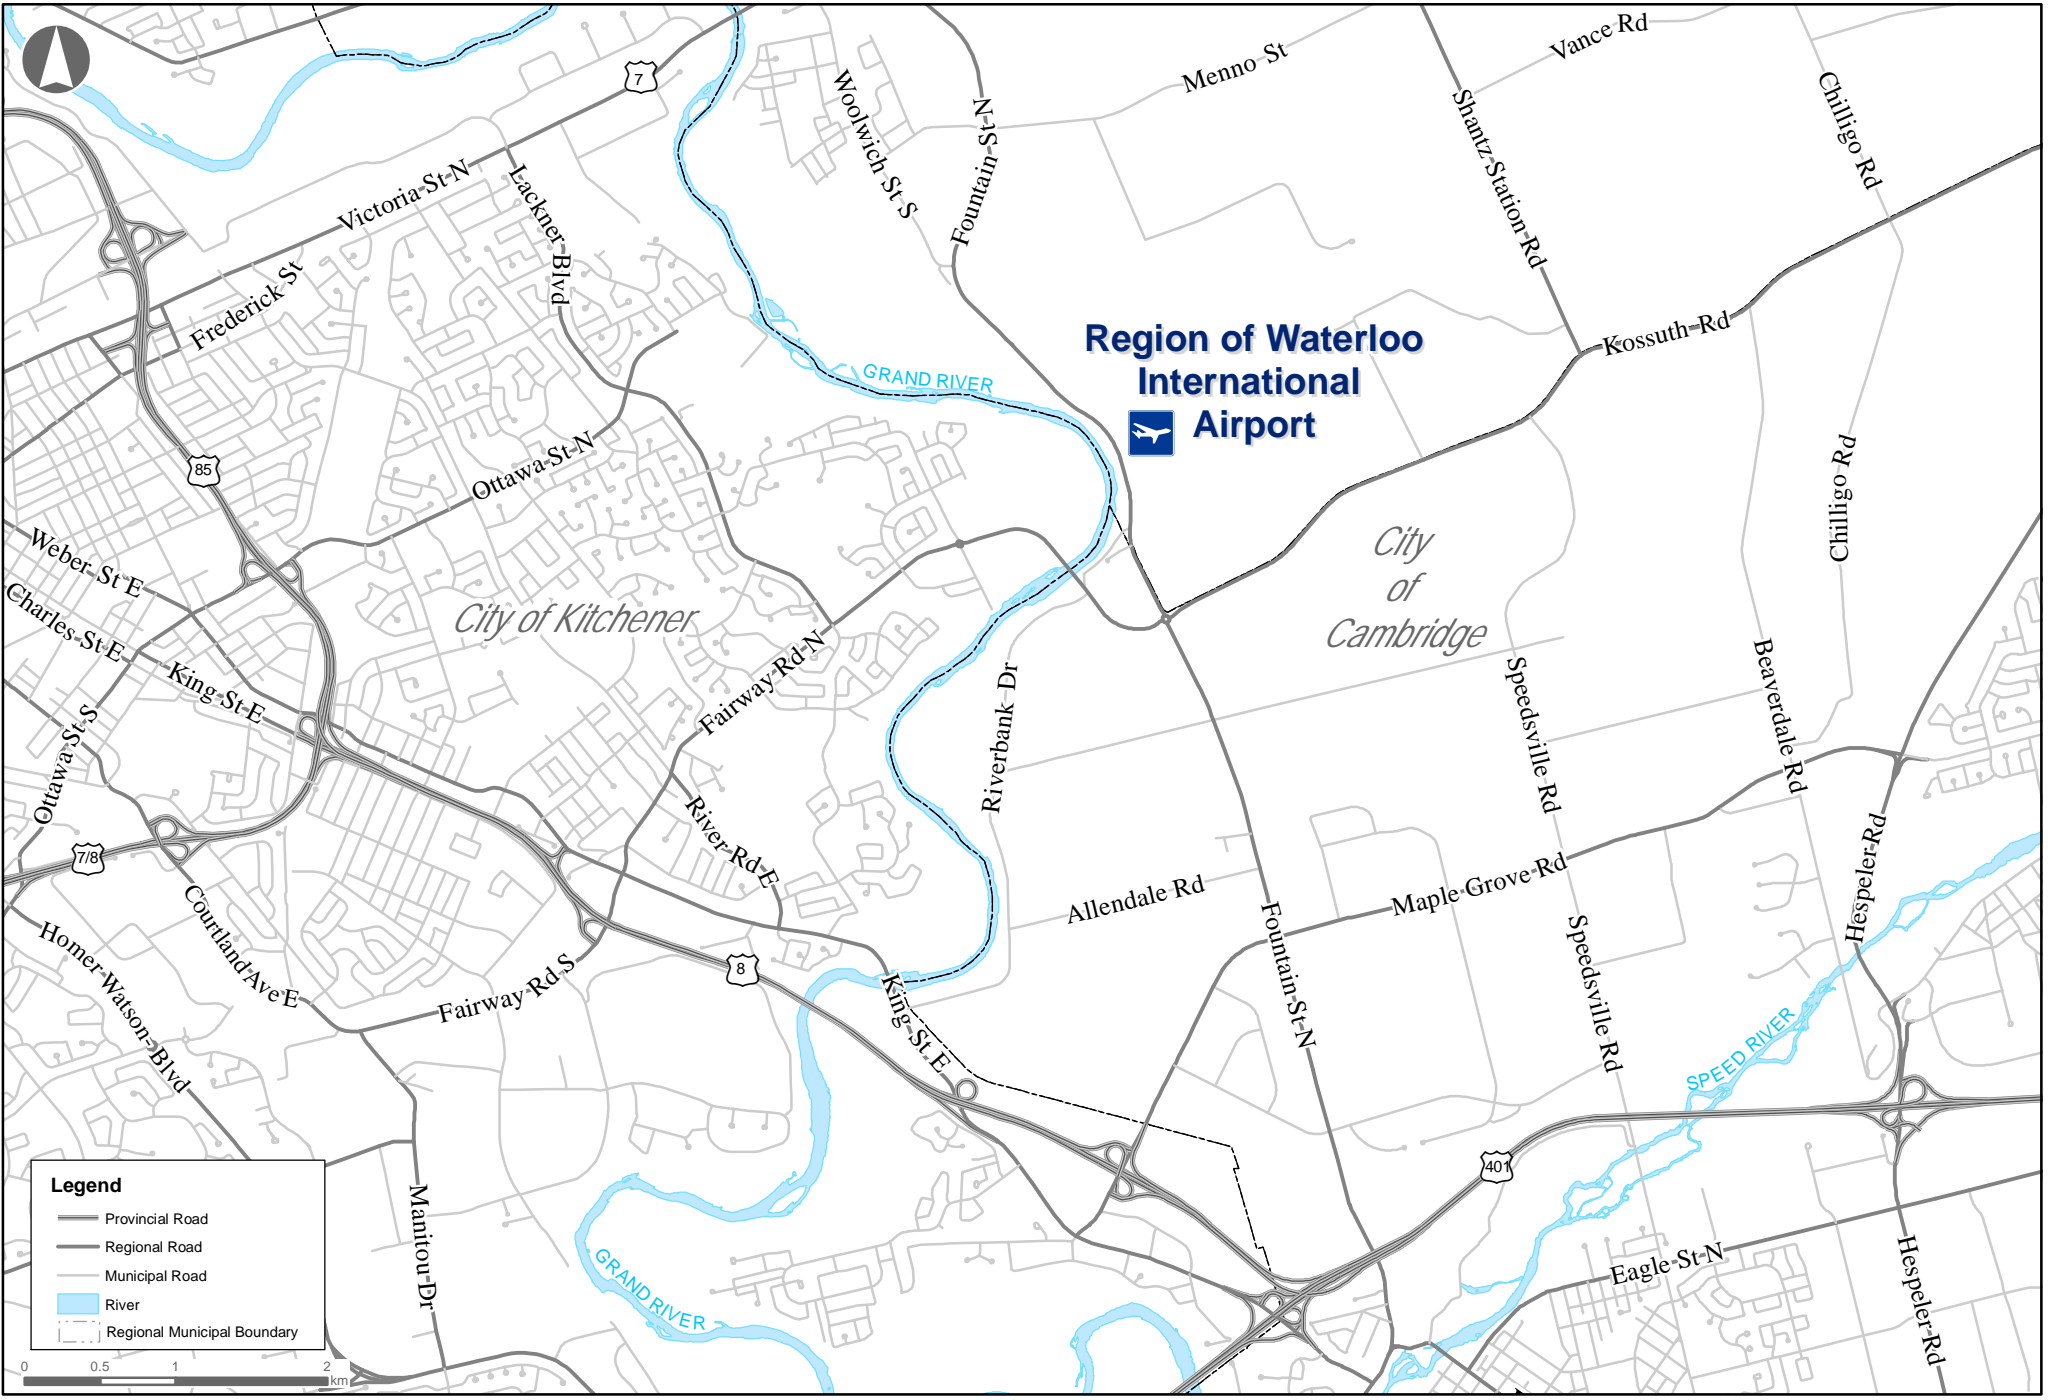 7
Menno St
Vance Rd
Woolwich St S
Fountain St N
Shantz Station Rd
Chilligo Rd
Victoria St N
Lackner Blvd
Frederick St
Region of Waterloo
International
Airport
Kossuth Rd
GRAND RIVER
85
Ottawa St N
Chilligo Rd
Weber St E
Charles St E
King St E
City of Kitchener
City
of
Cambridge
Fairway Rd N
Riverbank Dr
Speedsville Rd
Beaverdale Rd
Ottawa St S
7/8
River Rd E
Hespeler Rd
Maple Grove Rd
Allendale Rd
Courtland Ave E
Homer Watson Blvd
Fairway Rd S
8
King St E
Fountain St N
Speedsville Rd
SPEED RIVER
401
Manitou Dr
GRAND RIVER
Eagle St N
Hespeler Rd
Legend
Provincial Road
Regional Road
Municipal Road
River
Regional Municipal Boundary
0 0.5 1 2
km